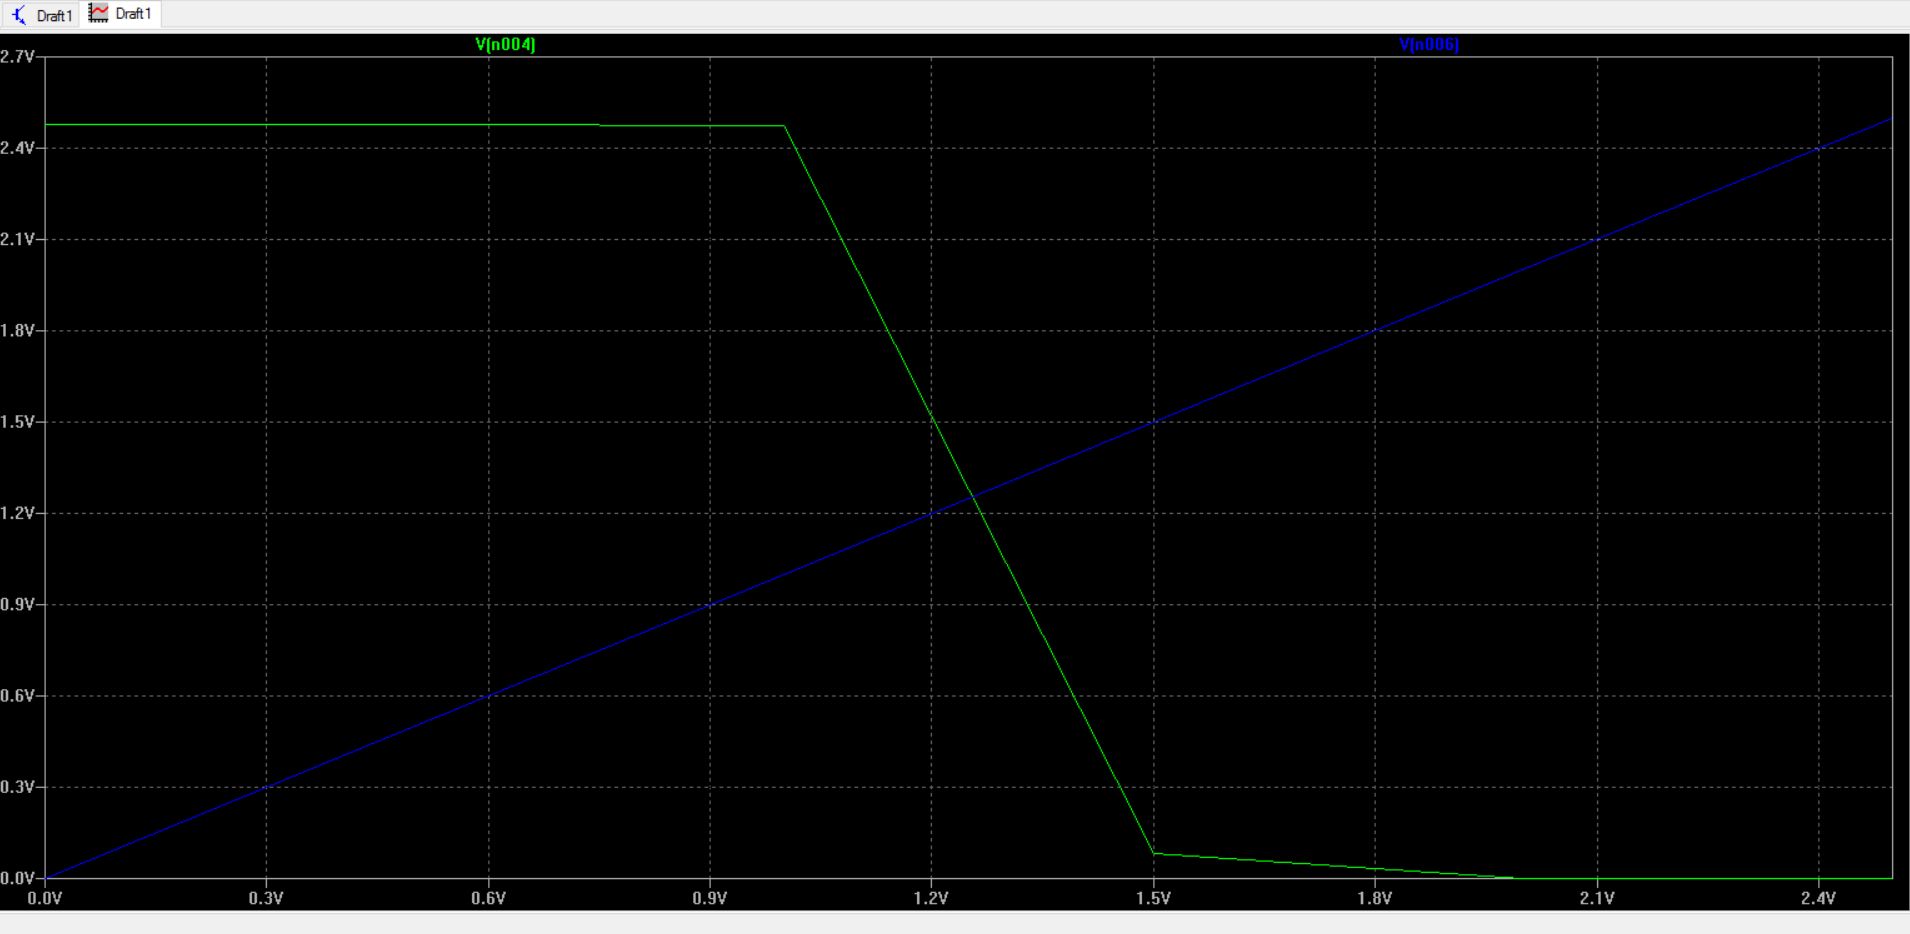 Draft1 Draft1
V(n004) V(n006)
2.7V
2.4V
2.1V
1.8V
1.5V
1.2V
0.9V
0.6V
0.3V
0.0V
0.0V 0.3V 0.6V 0.9V 1.2V 1.5V 1.8V 2.1V 2.4V